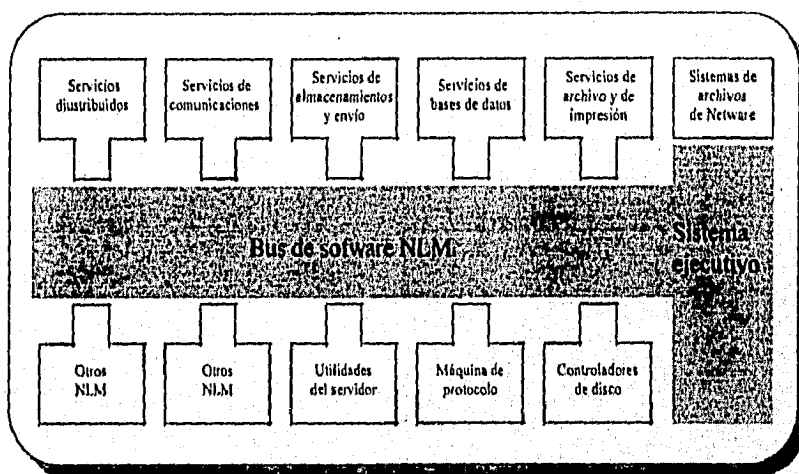 Servicios
diustribuidos
Servicios de
comunicaciones
Servicios de
almacenamientos
y envío
Servicios de
bases de datos
Servicios de
archivo y de
impresión
Sistemas de
archivos
de Netware
Bus de sofware NLM
Sistema
ejecutivo
Otros
NLM
Otros
NLM
Utilidades
del servidor
Máquina de
protocolo
Controladores
de disco